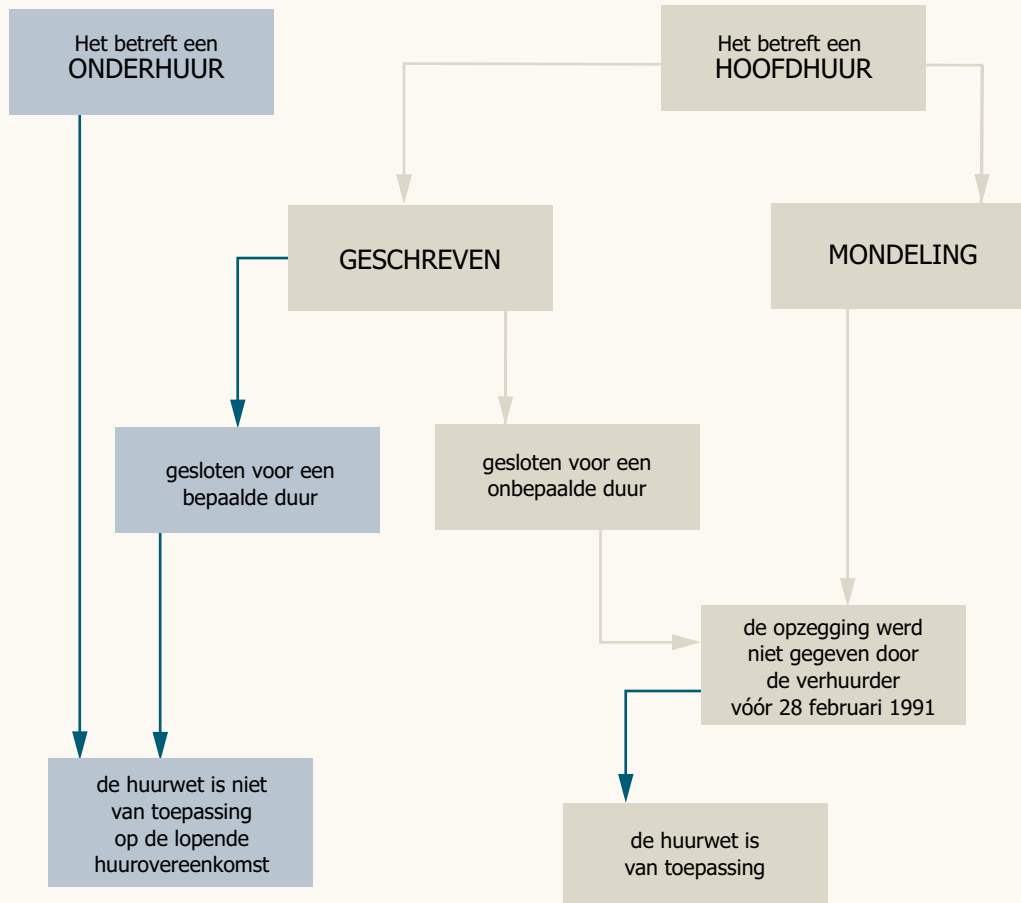 Het betreft een
ONDERHUUR
Het betreft een
HOOFDHUUR
GESCHREVEN
MONDELING
gesloten voor een
bepaalde duur
gesloten voor een
onbepaalde duur
de opzegging werd
niet gegeven door
de verhuurder
vóór 28 februari 1991
de huurwet is niet
van toepassing
op de lopende
huurovereenkomst
de huurwet is
van toepassing